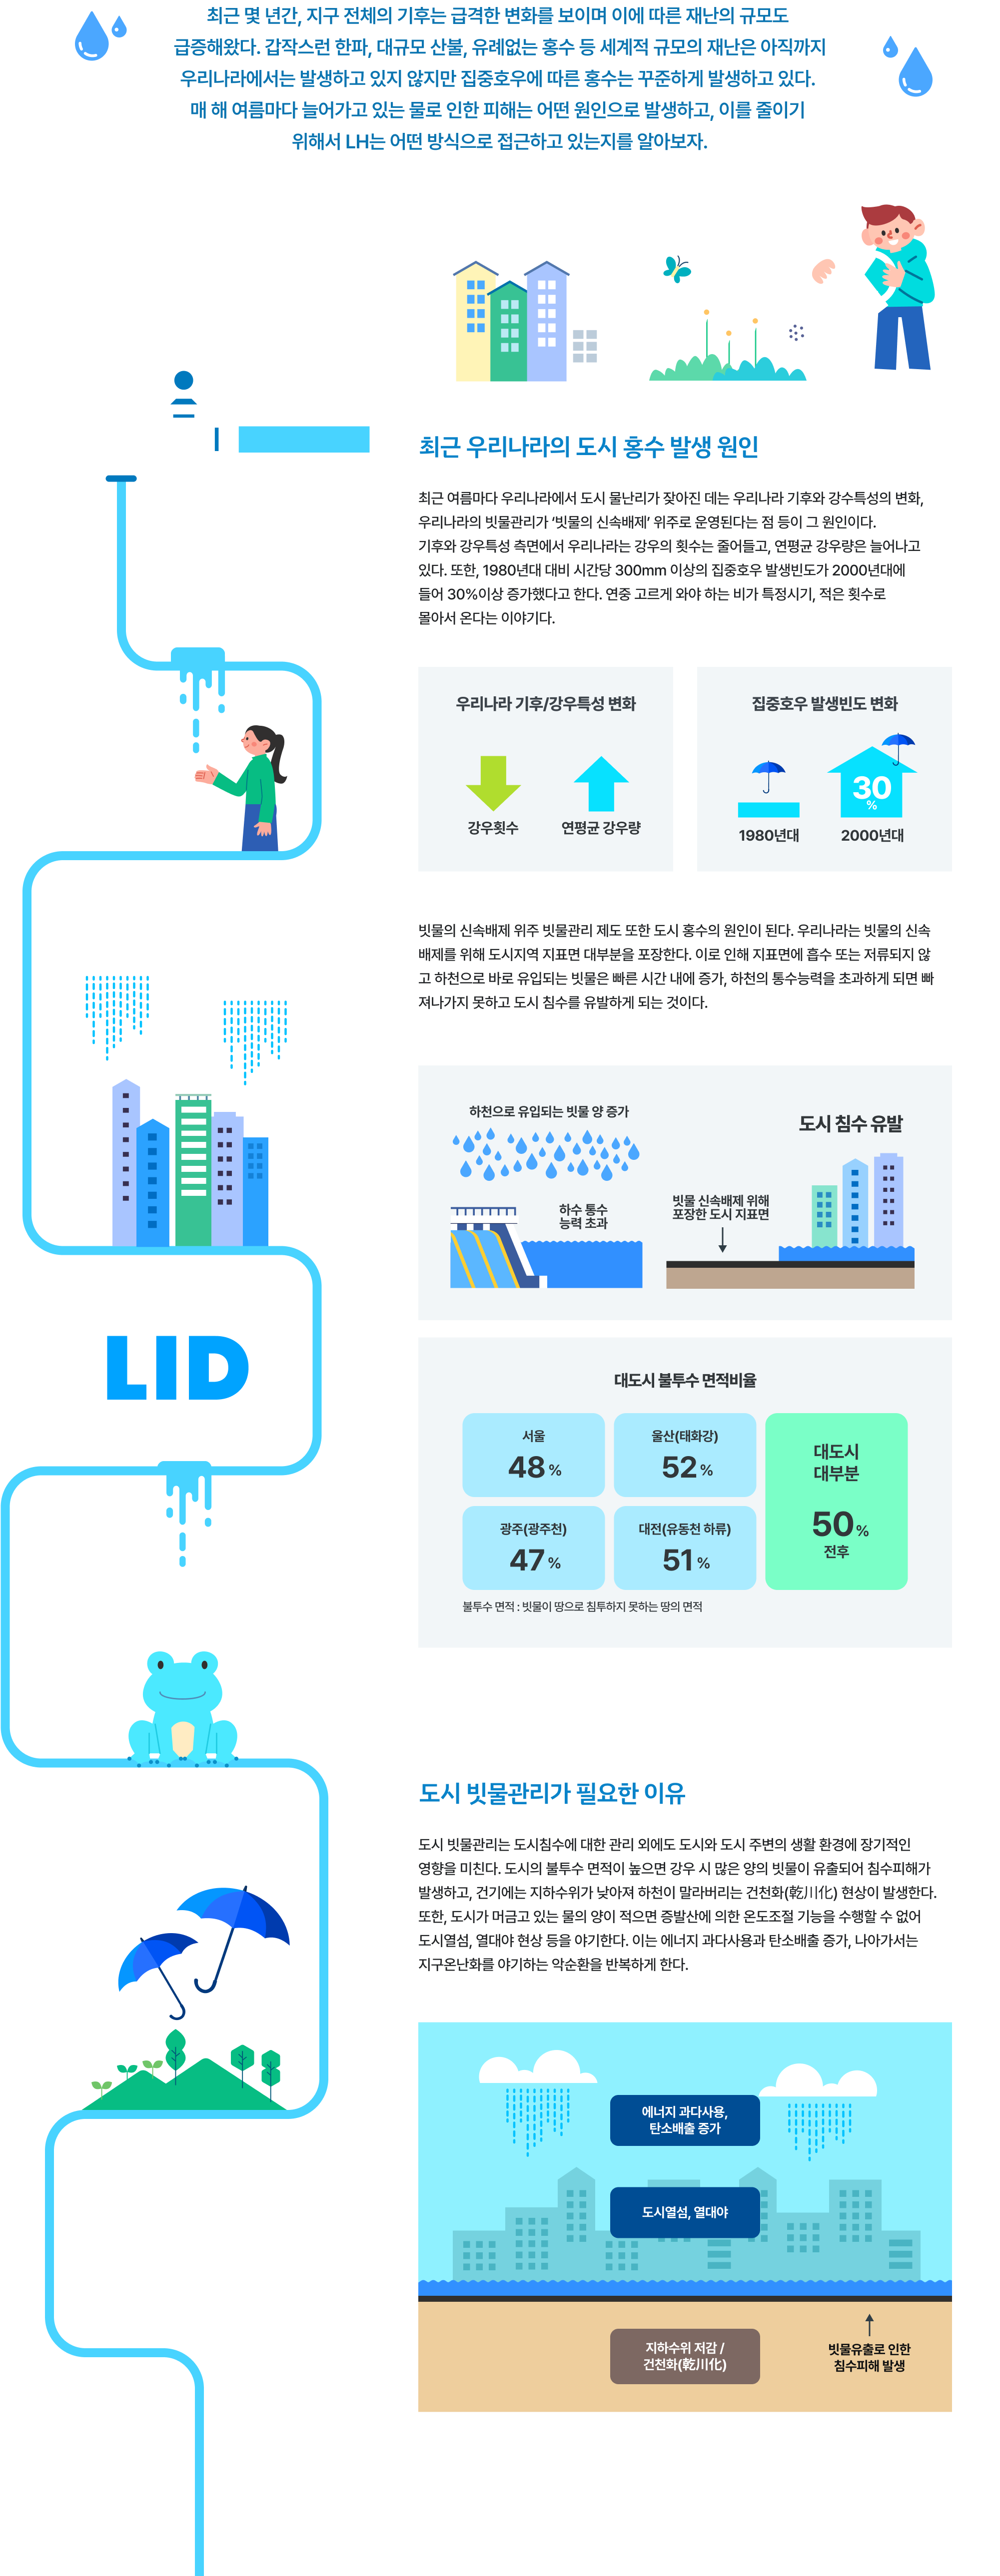 최근 몇 년간, 지구 전체의 기후는 급격한 변화를 보이며 이에 따른 재난의 규모도
급증해왔다. 갑작스런 한파, 대규모 산불, 유례없는 홍수 등 세계적 규모의 재난은 아직까지
우리나라에서는 발생하고 있지 않지만 집중호우에 따른 홍수는 꾸준하게 발생하고 있다.
매 해 여름마다 늘어가고 있는 물로 인한 피해는 어떤 원인으로 발생하고, 이를 줄이기
위해서 LH는 어떤 방식으로 접근하고 있는지를 알아보자.
최근 우리나라의 도시 홍수 발생 원인
최근 여름마다 우리나라에서 도시 물난리가 잦아진 데는 우리나라 기후와 강수특성의 변화,
우리나라의 빗물관리가 ‘빗물의 신속배제’ 위주로 운영된다는 점 등이 그 원인이다.
기후와 강우특성 측면에서 우리나라는 강우의 횟수는 줄어들고, 연평균 강우량은 늘어나고
있다. 또한, 1980년대 대비 시간당 300mm 이상의 집중호우 발생빈도가 2000년대에
들어 30%이상 증가했다고 한다. 연중 고르게 와야 하는 비가 특정시기, 적은 횟수로
몰아서 온다는 이야기다.
우리나라 기후/강우특성 변화
강우횟수
연평균 강우량
집중호우 발생빈도 변화
30
%
1980년대
2000년대
빗물의 신속배제 위주 빗물관리 제도 또한 도시 홍수의 원인이 된다. 우리나라는 빗물의 신속
배제를 위해 도시지역 지표면 대부분을 포장한다. 이로 인해 지표면에 흡수 또는 저류되지 않
고 하천으로 바로 유입되는 빗물은 빠른 시간 내에 증가, 하천의 통수능력을 초과하게 되면 빠
져나가지 못하고 도시 침수를 유발하게 되는 것이다.
하천으로 유입되는 빗물 양 증가
도시 침수 유발
하수 통수
능력 초과
빗물 신속배제 위해
포장한 도시 지표면
LID
대도시 불투수 면적비율
서울
48 %
울산(태화강)
52 %
광주(광주천)
47 %
대전(유동천 하류)
51 %
대도시
대부분
50 %
전후
불투수 면적 : 빗물이 땅으로 침투하지 못하는 땅의 면적
도시 빗물관리가 필요한 이유
도시 빗물관리는 도시침수에 대한 관리 외에도 도시와 도시 주변의 생활 환경에 장기적인
영향을 미친다. 도시의 불투수 면적이 높으면 강우 시 많은 양의 빗물이 유출되어 침수피해가
발생하고, 건기에는 지하수위가 낮아져 하천이 말라버리는 건천화(乾川化) 현상이 발생한다.
또한, 도시가 머금고 있는 물의 양이 적으면 증발산에 의한 온도조절 기능을 수행할 수 없어
도시열섬, 열대야 현상 등을 야기한다. 이는 에너지 과다사용과 탄소배출 증가, 나아가서는
지구온난화를 야기하는 악순환을 반복하게 한다.
에너지 과다사용,
탄소배출 증가
도시열섬, 열대야
지하수위 저감 /
건천화(乾川化)
빗물유출로 인한
침수피해 발생